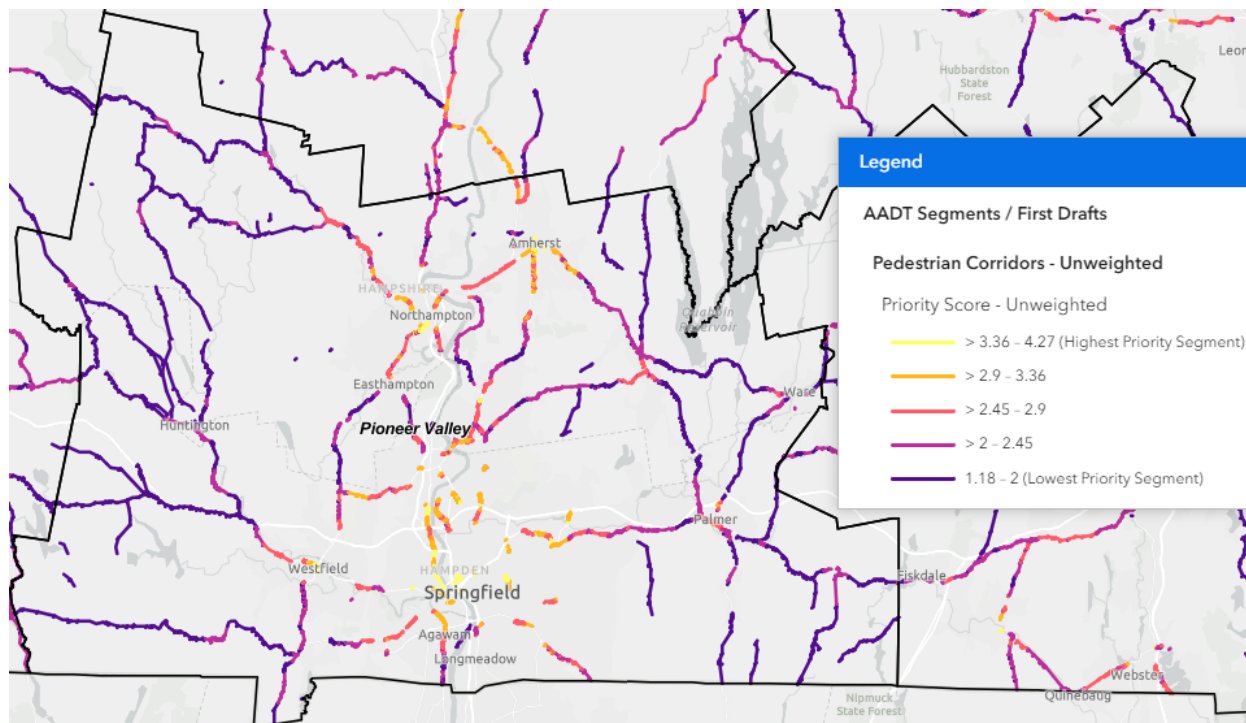 Leon
Hubbardston
State
Forest
Legend
AADT Segments / First Drafts
Pedestrian Corridors - Unweighted
Priority Score - Unweighted
> 3.36 - 4.27 (Highest Priority Segment)
> 2.9 - 3.36
> 2.45 - 2.9
> 2 - 2.45
1.18 - 2 (Lowest Priority Segment)
Amherst
HAMPSHIRE
Northampton
Quabbin
Reservoir
Easthampton
Ware
Huntington
Pioneer Valley
Palmer
Westfield
HAMPDEN
Springfield
Fiskdale
Agawam
Longmeadow
Webster
Quinebaug
Nipmuck
State Forest